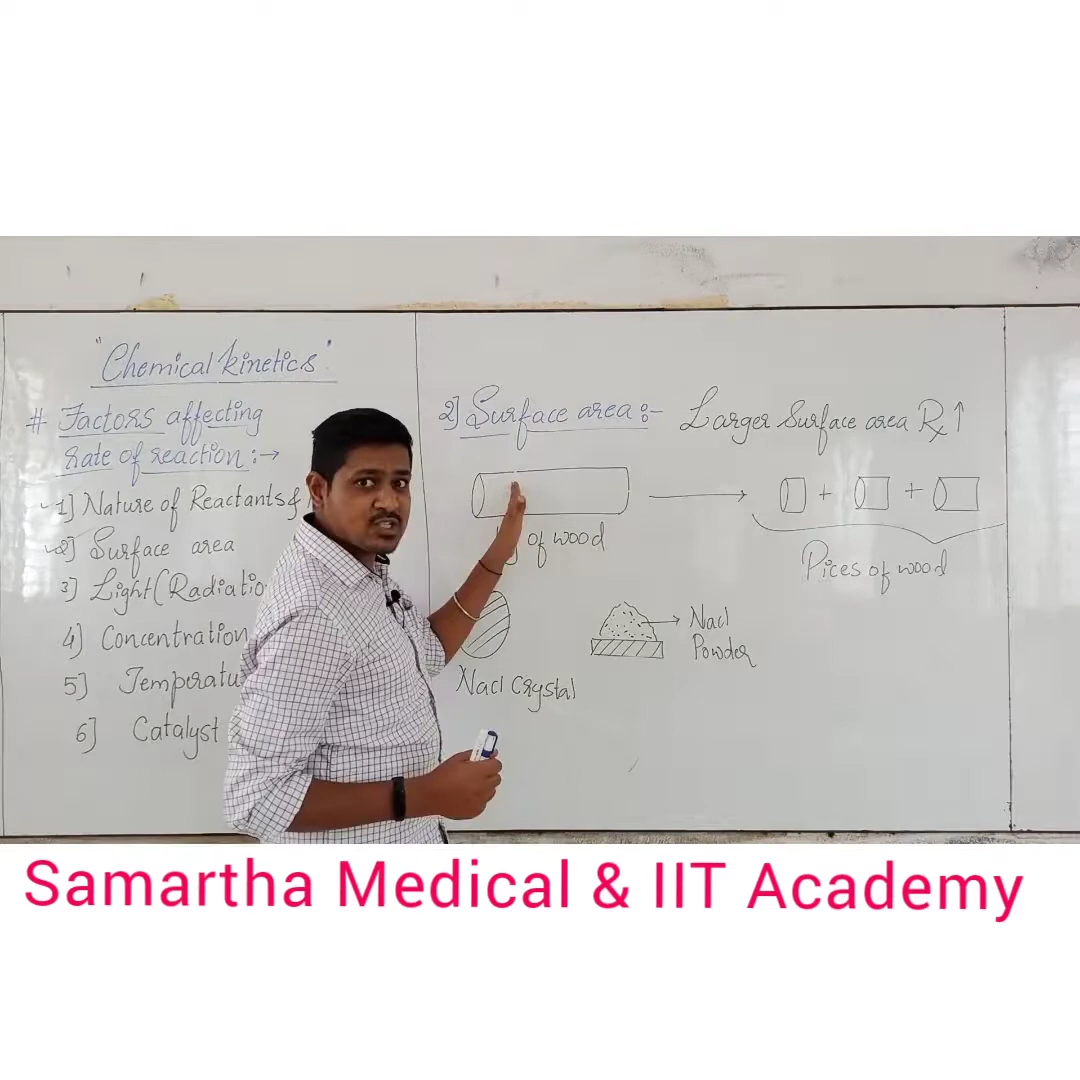 "Chemical kinetics"
# Factors affecting
rate of reaction :→
1] Nature of Reactants &
2] Surface area
3] Light (Radiatio
4] Concentration
5] Temperatu
6] Catalyst
2] Surface area :-
Larger Surface area Rx ↑
of wood
+ +
Pices of wood
Nacl Crystal
Nacl
Powder
Samartha Medical & IIT Academy